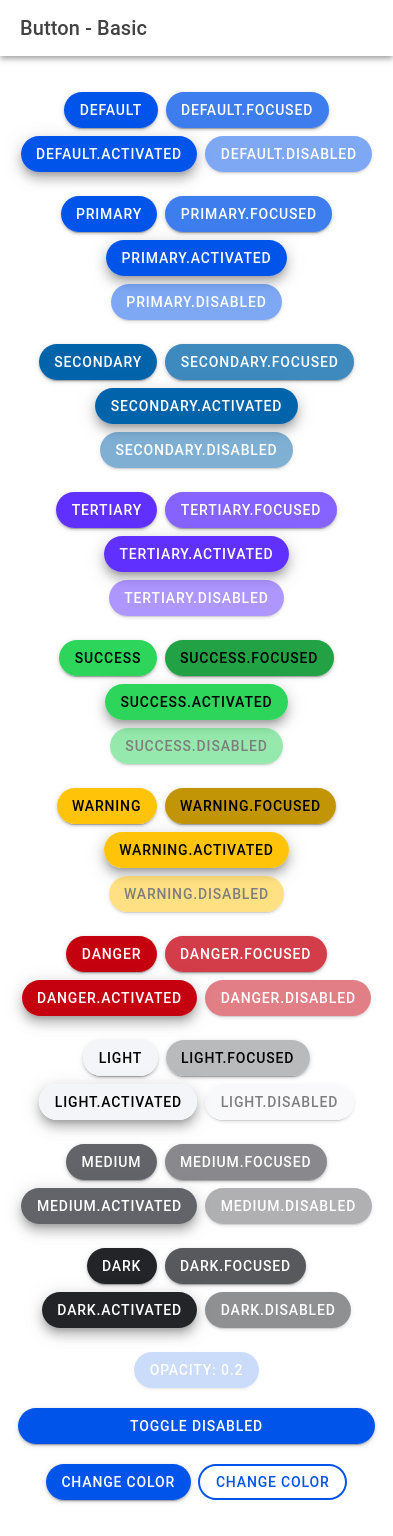 Button - Basic
DEFAULT DEFAULT.FOCUSED
DEFAULT.ACTIVATED DEFAULT.DISABLED
PRIMARY PRIMARY.FOCUSED
PRIMARY.ACTIVATED
PRIMARY.DISABLED
SECONDARY SECONDARY.FOCUSED
SECONDARY.ACTIVATED
SECONDARY.DISABLED
TERTIARY TERTIARY.FOCUSED
TERTIARY.ACTIVATED
TERTIARY.DISABLED
SUCCESS SUCCESS.FOCUSED
SUCCESS.ACTIVATED
SUCCESS.DISABLED
WARNING WARNING.FOCUSED
WARNING.ACTIVATED
WARNING.DISABLED
DANGER DANGER.FOCUSED
DANGER.ACTIVATED DANGER.DISABLED
LIGHT LIGHT.FOCUSED
LIGHT.ACTIVATED LIGHT.DISABLED
MEDIUM MEDIUM.FOCUSED
MEDIUM.ACTIVATED MEDIUM.DISABLED
DARK DARK.FOCUSED
DARK.ACTIVATED DARK.DISABLED
OPACITY: 0.2
TOGGLE DISABLED
CHANGE COLOR CHANGE COLOR